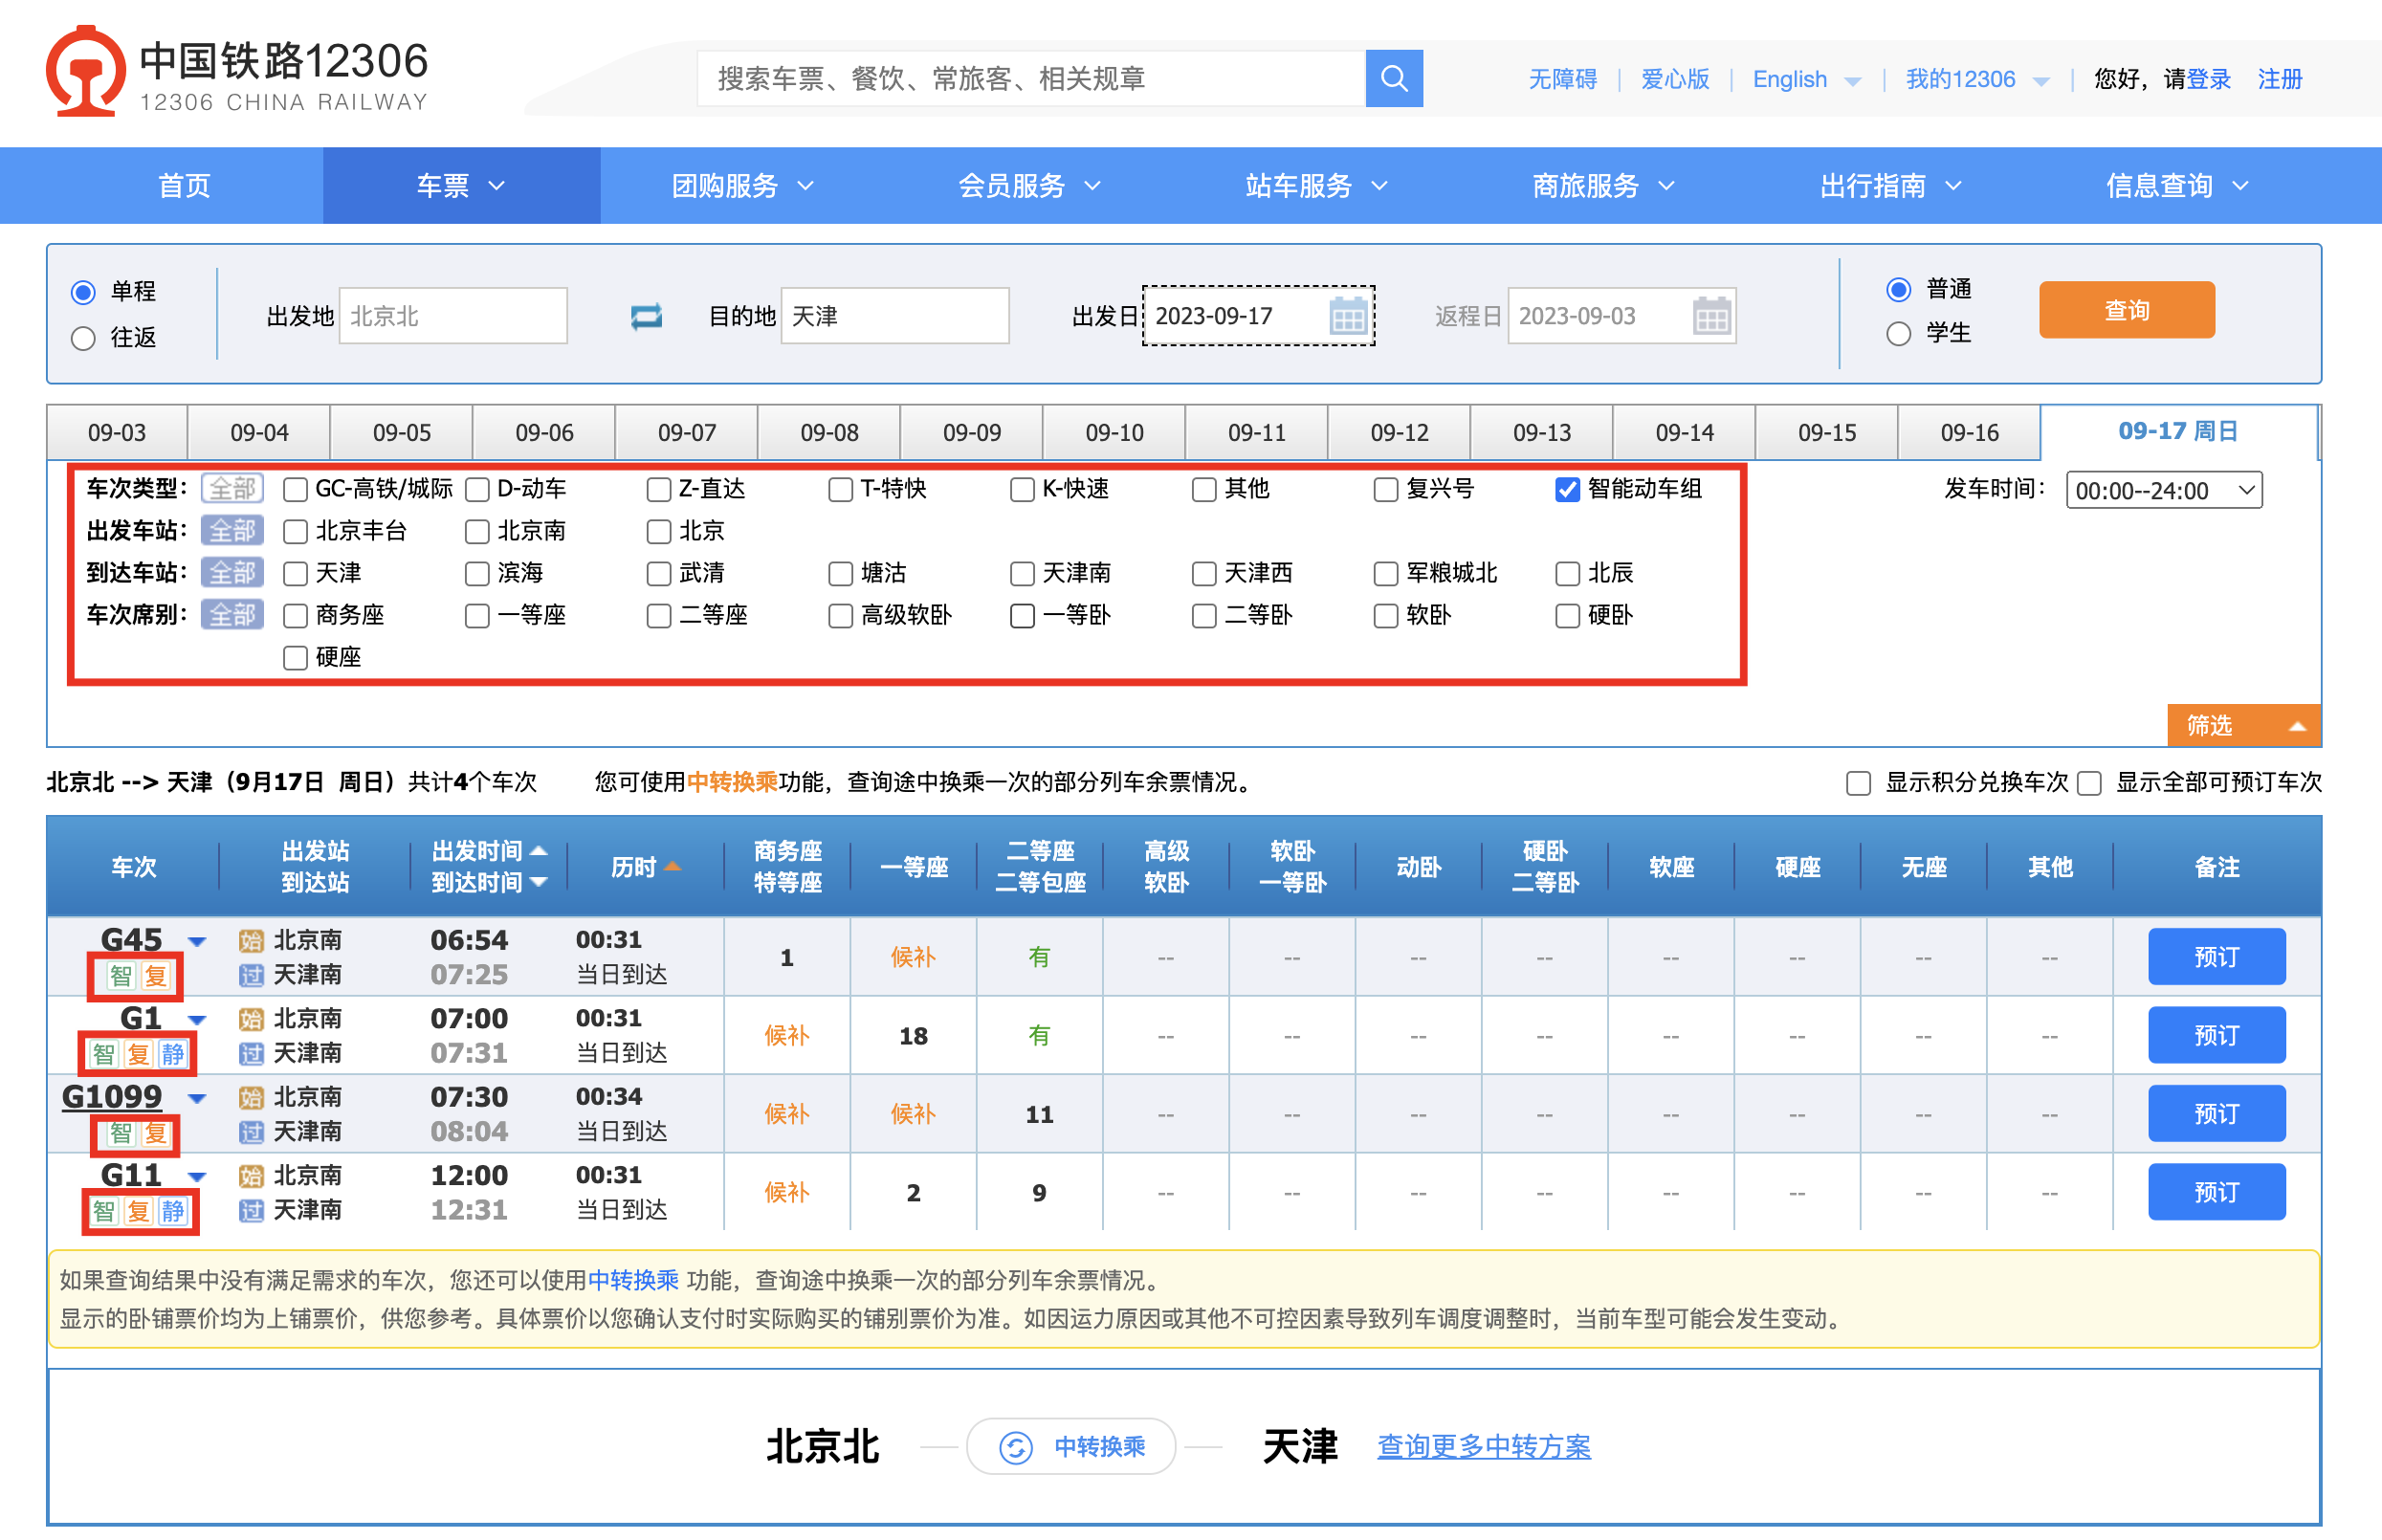 中国铁路12306
12306 CHINA RAILWAY
搜索车票、餐饮、常旅客、相关规章
无障碍 | 爱心版 | English | 我的12306 | 您好，请登录 注册
首页 车票 团购服务 会员服务 站车服务 商旅服务 出行指南 信息查询
单程
往返
出发地 北京北 目的地 天津 出发日 2023-09-17 返程日 2023-09-03
普通
学生
查询
09-03 09-04 09-05 09-06 09-07 09-08 09-09 09-10 09-11 09-12 09-13 09-14 09-15 09-16 09-17 周日
车次类型： 全部 GC-高铁/城际 D-动车 Z-直达 T-特快 K-快速 其他 复兴号 智能动车组 发车时间： 00:00--24:00
出发车站： 全部 北京丰台 北京南 北京
到达车站： 全部 天津 滨海 武清 塘沽 天津南 天津西 军粮城北 北辰
车次席别： 全部 商务座 一等座 二等座 高级软卧 一等卧 二等卧 软卧 硬卧
硬座
筛选
北京北 --> 天津（9月17日 周日）共计4个车次 您可使用中转换乘功能，查询途中换乘一次的部分列车余票情况。 显示积分兑换车次 显示全部可预订车次
车次 出发站 到达站 出发时间 到达时间 历时 商务座 特等座 一等座 二等座 二等包座 高级 软卧 软卧 一等卧 动卧 硬卧 二等卧 软座 硬座 无座 其他 备注
G45 始 北京南 06:54 00:31 1 候补 有 -- -- -- -- -- -- -- -- 预订
智 复 过 天津南 07:25 当日到达
G1 始 北京南 07:00 00:31 候补 18 有 -- -- -- -- -- -- -- -- 预订
智 复 静 过 天津南 07:31 当日到达
G1099 始 北京南 07:30 00:34 候补 候补 11 -- -- -- -- -- -- -- -- 预订
智 复 过 天津南 08:04 当日到达
G11 始 北京南 12:00 00:31 候补 2 9 -- -- -- -- -- -- -- -- 预订
智 复 静 过 天津南 12:31 当日到达
如果查询结果中没有满足需求的车次，您还可以使用中转换乘 功能，查询途中换乘一次的部分列车余票情况。
显示的卧铺票价均为上铺票价，供您参考。具体票价以您确认支付时实际购买的铺别票价为准。如因运力原因或其他不可控因素导致列车调度调整时，当前车型可能会发生变动。
北京北 中转换乘 天津 查询更多中转方案